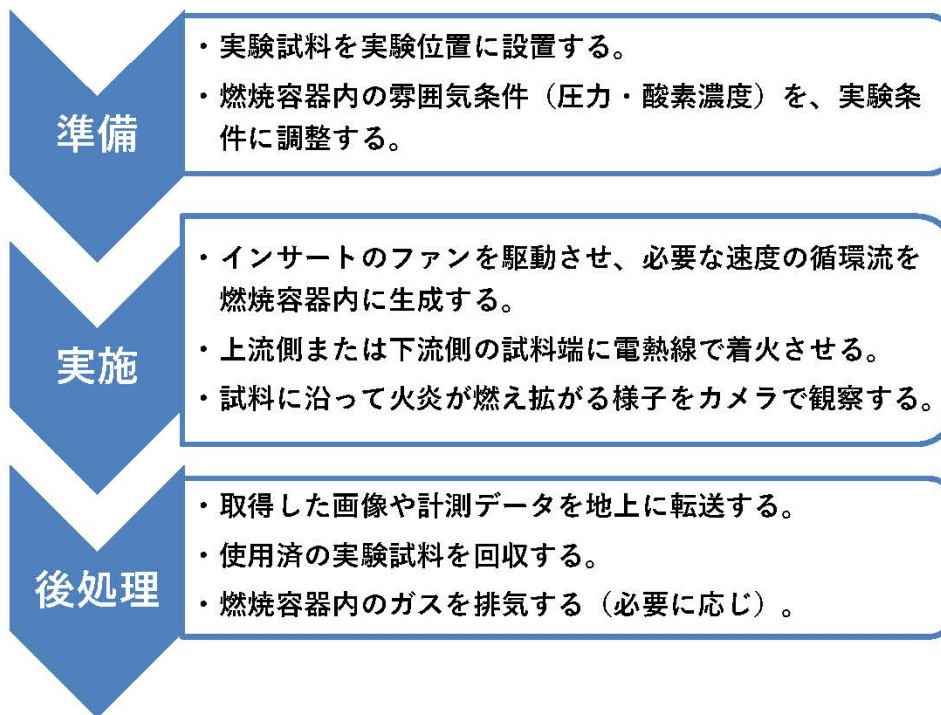 準備
・実験試料を実験位置に設置する。
・燃焼容器内の雰囲気条件（圧力・酸素濃度）を、実験条
件に調整する。
実施
・インサートのファンを駆動させ、必要な速度の循環流を
燃焼容器内に生成する。
・上流側または下流側の試料端に電熱線で着火させる。
・試料に沿って火炎が燃え拡がる様子をカメラで観察する。
後処理
・取得した画像や計測データを地上に転送する。
・使用済の実験試料を回収する。
・燃焼容器内のガスを排気する（必要に応じ）。